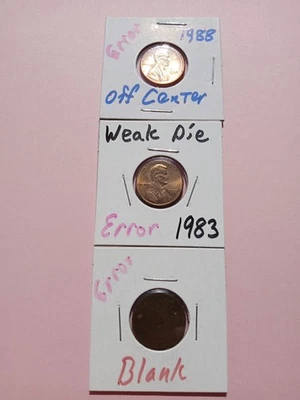 Error 1988
Off Center
Weak Die
Error 1983
Error
Blank